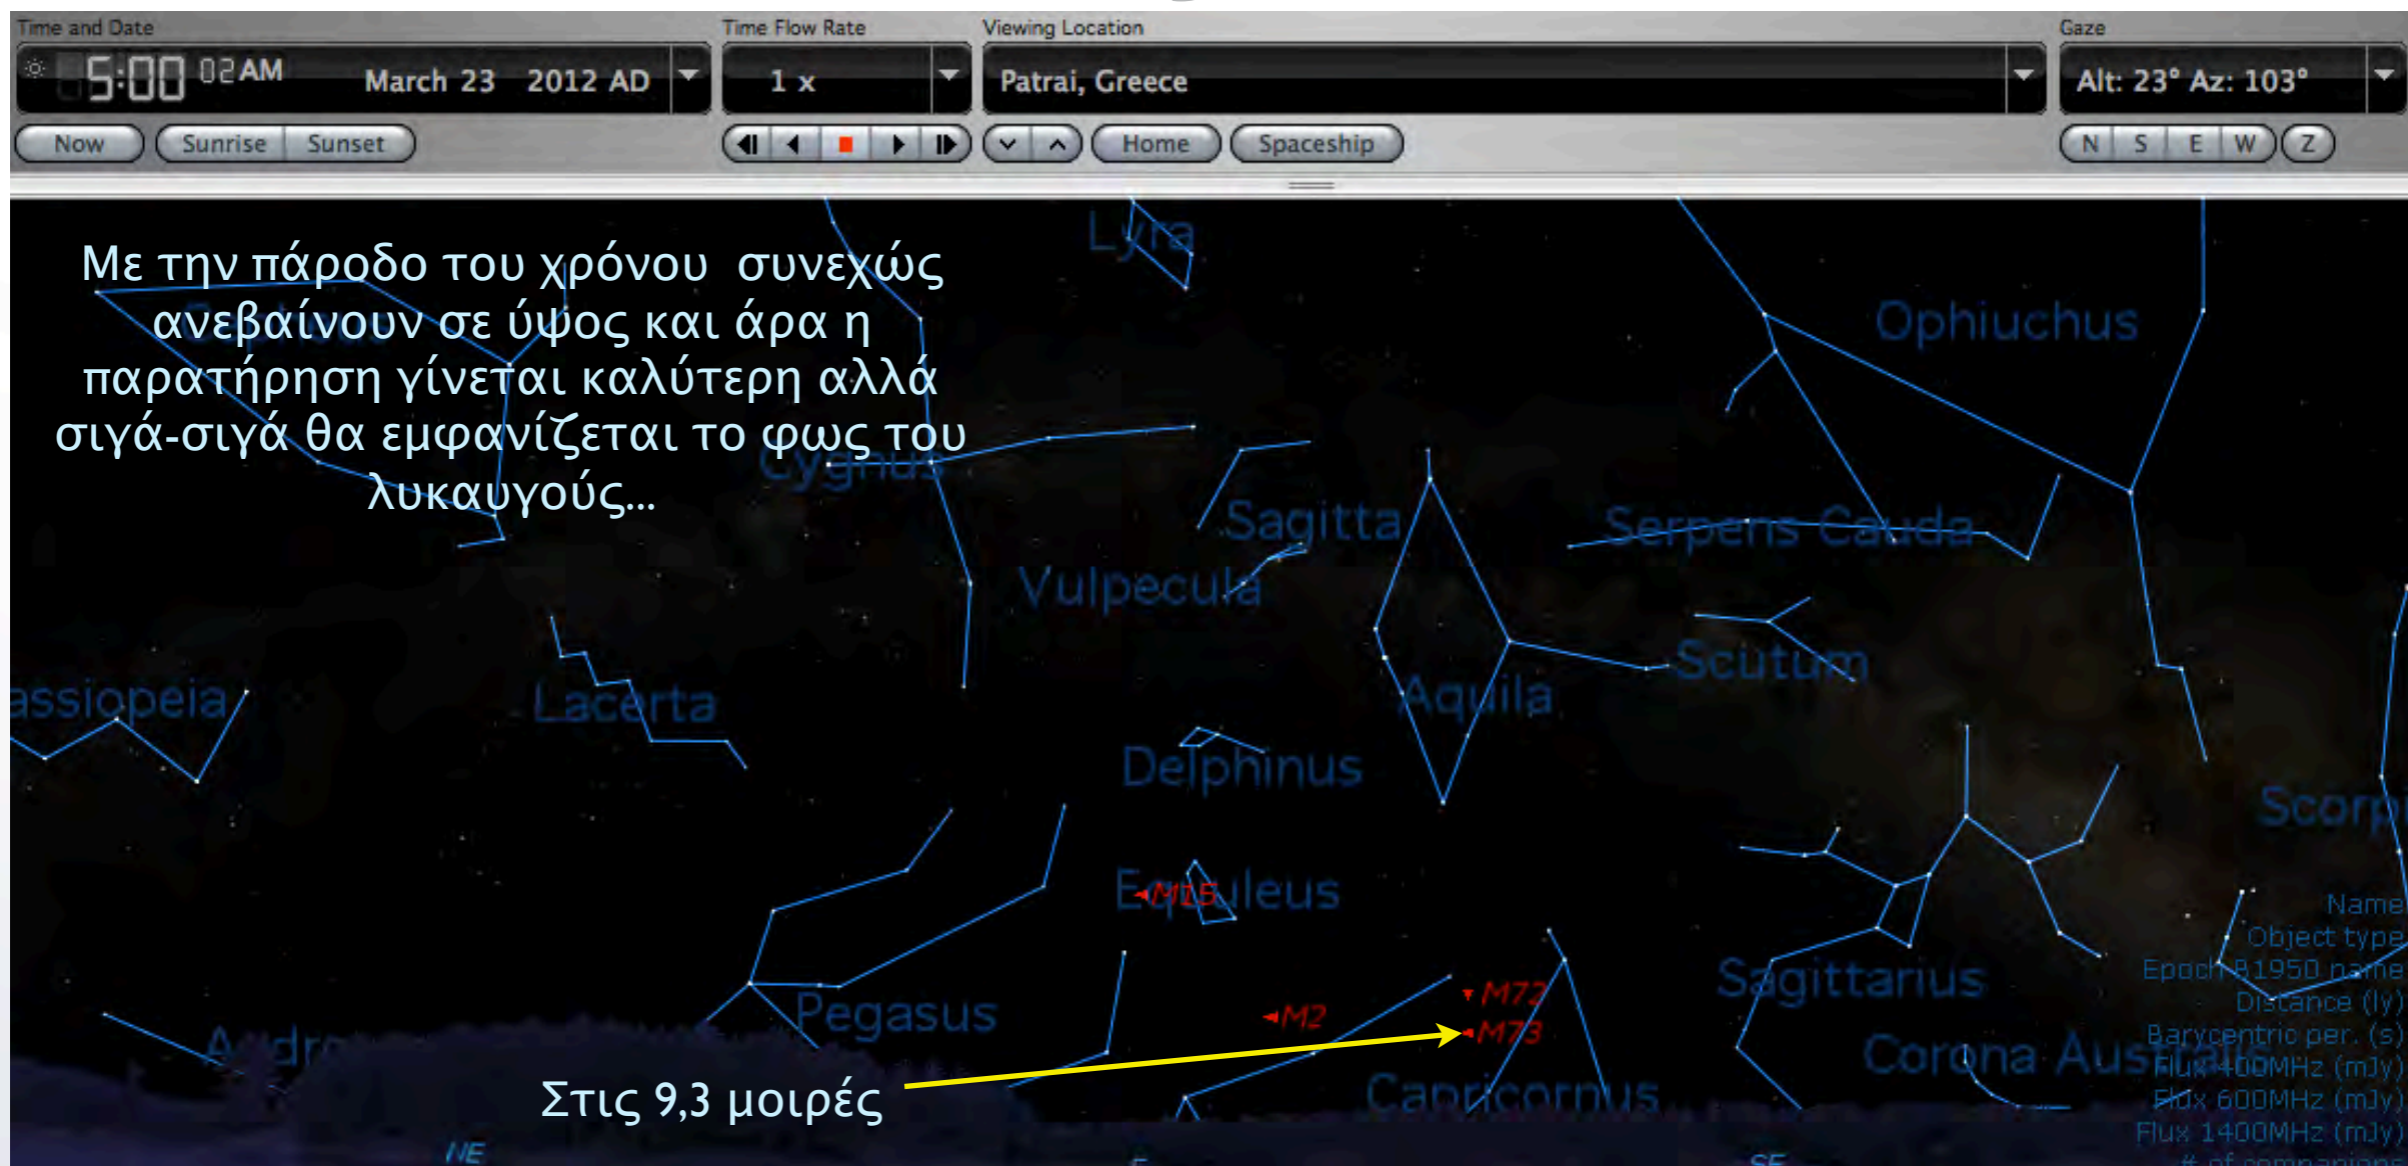 Time and Date
Time Flow Rate
Viewing Location
Gaze
5:00 02 AM March 23 2012 AD
1 x
Patrai, Greece
Alt: 23° Az: 103°
Now
Sunrise
Sunset
Home
Spaceship
N S E W Z
Lyra
Με την πάροδο του χρόνου συνεχώς
ανεβαίνουν σε ύψος και άρα η
παρατήρηση γίνεται καλύτερη αλλά
σιγά-σιγά θα εμφανίζεται το φως του
λυκαυγούς...
Ophiuchus
Cygnus
Sagitta
Serpens Cauda
Vulpecula
Scutum
assiopeia
Lacerta
Aquila
Delphinus
Scorpi
Equuleus
M15
Name
Object type
Epoch B1950 name
Distance (ly)
Barycentric per. (s)
Flux 400MHz (mJy)
Flux 600MHz (mJy)
Flux 1400MHz (mJy)
# of companions
Sagittarius
M72
Pegasus
M2
M73
Andr
Corona Australis
Capricornus
Στις 9,3 μοιρές
NE
E
SE